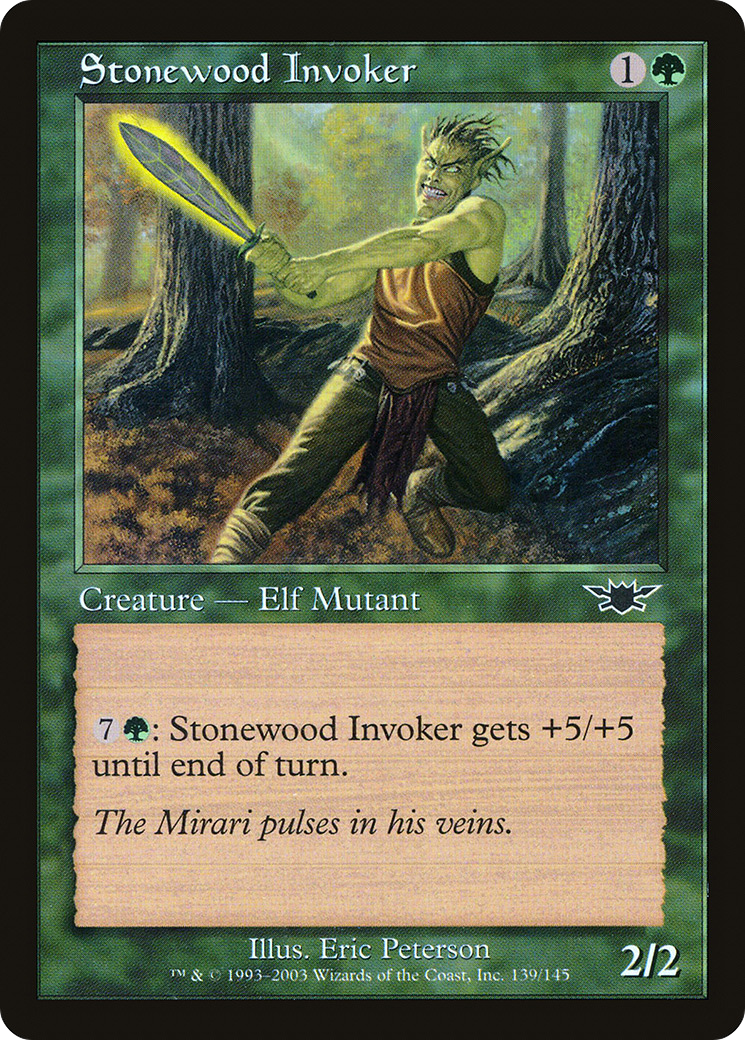 Stonewood Invoker 1
Creature — Elf Mutant
7: Stonewood Invoker gets +5/+5
until end of turn.
The Mirari pulses in his veins.
Illus. Eric Peterson
™ & © 1993–2003 Wizards of the Coast, Inc. 139/145
2/2